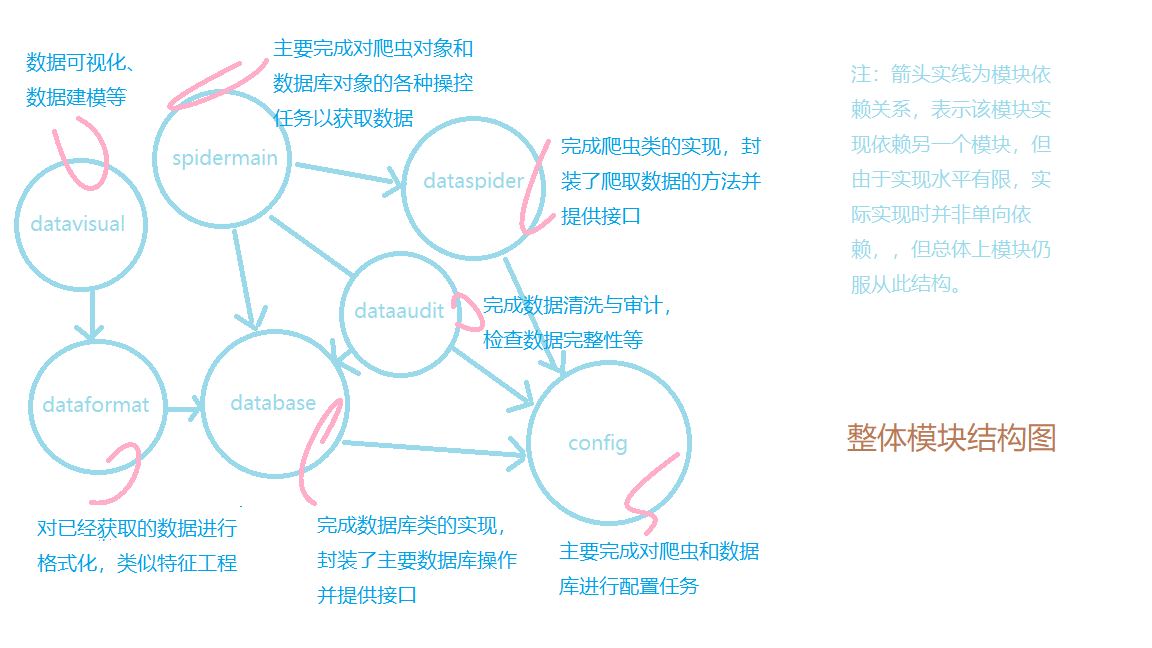 数据可视化、
数据建模等
主要完成对爬虫对象和
数据库对象的各种操控
任务以获取数据
spidermain
dataspider
完成爬虫类的实现，封
装了爬取数据的方法并
提供接口
注：箭头实线为模块依
赖关系，表示该模块实
现依赖另一个模块，但
由于实现水平有限，实
际实现时并非单向依
赖，，但总体上模块仍
服从此结构。
datavisual
dataaudit
完成数据清洗与审计，
检查数据完整性等
dataformat
database
config
整体模块结构图
对已经获取的数据进行
格式化，类似特征工程
完成数据库类的实现，
封装了主要数据库操作
并提供接口
主要完成对爬虫和数据
库进行配置任务